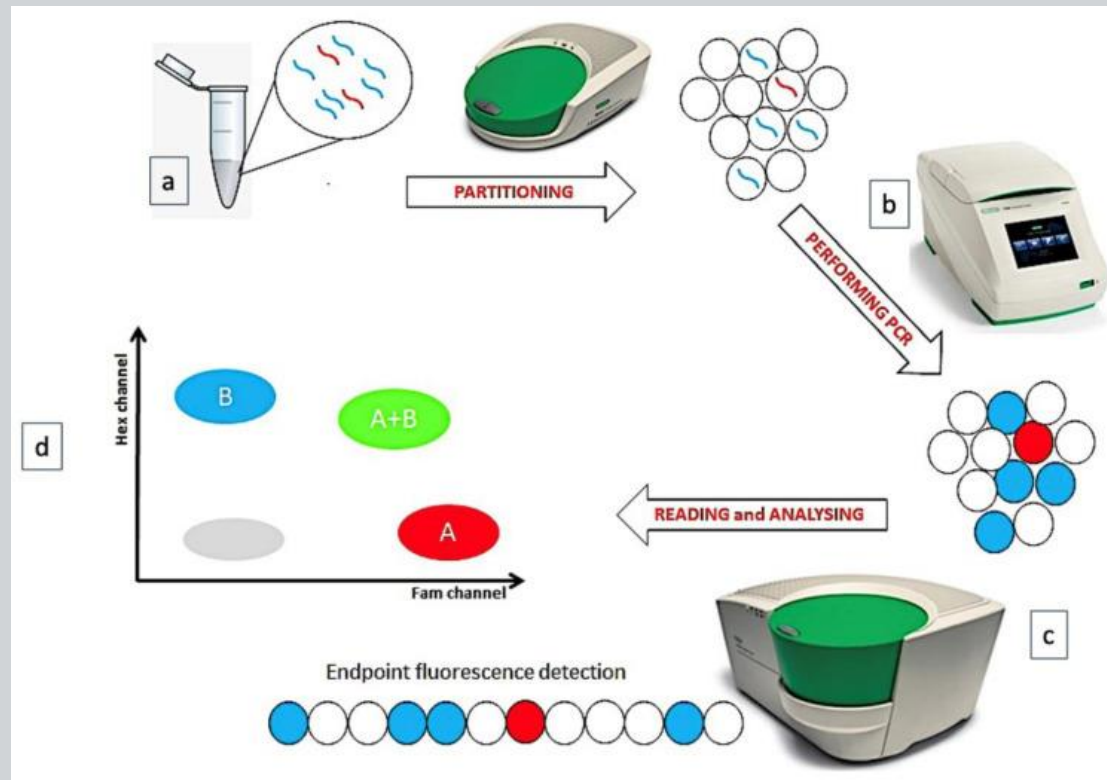 a
PARTITIONING
b
PERFORMING PCR
Hex channel
B
A+B
d
A
Fam channel
READING and ANALYSING
c
Endpoint fluorescence detection